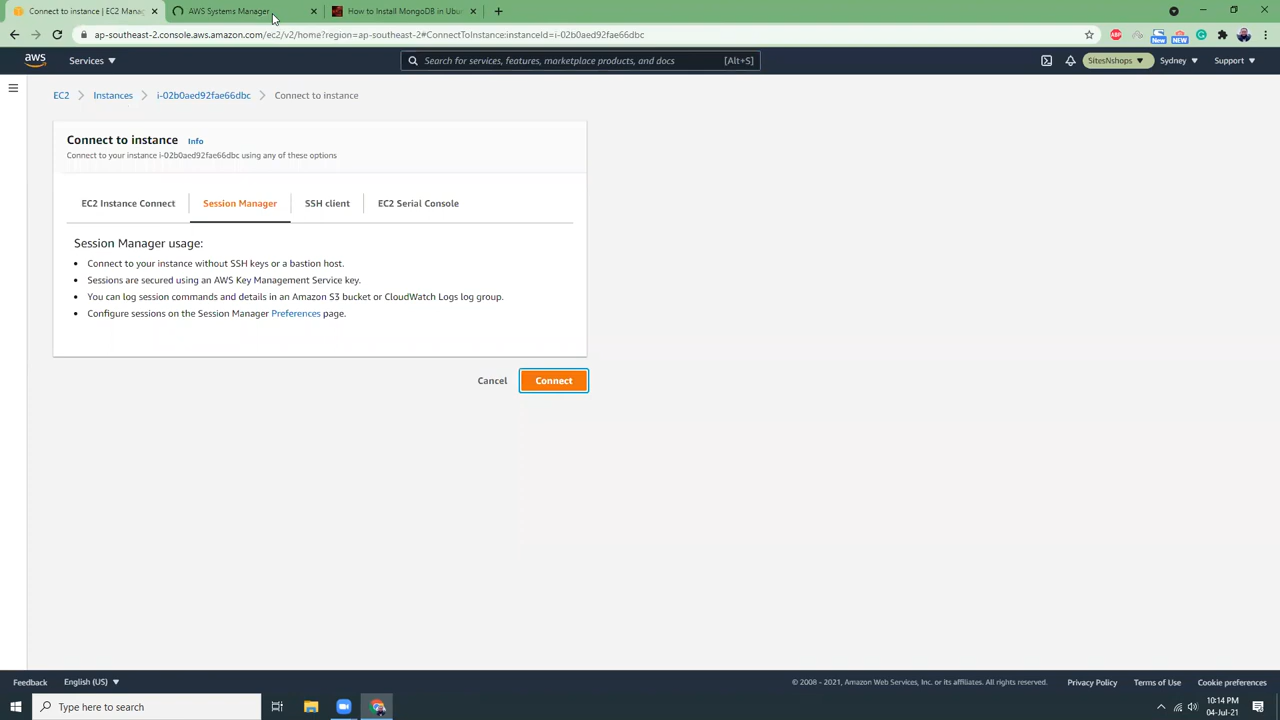 Connect to instance | EC2 Manag
AWS Systems Manager
How to Install MongoDB on Ubun
ap-southeast-2.console.aws.amazon.com/ec2/v2/home?region=ap-southeast-2#ConnectToInstance:instanceId=i-02b0aed92fae66dbc
ABP
New
New
aws
Services
Search for services, features, marketplace products, and docs
[Alt+S]
SitesNshops
Sydney
Support
EC2
Instances
i-02b0aed92fae66dbc
Connect to instance
Connect to instance Info
Connect to your instance i-02b0aed92fae66dbc using any of these options
EC2 Instance Connect
Session Manager
SSH client
EC2 Serial Console
Session Manager usage:
Connect to your instance without SSH keys or a bastion host.
Sessions are secured using an AWS Key Management Service key.
You can log session commands and details in an Amazon S3 bucket or CloudWatch Logs log group.
Configure sessions on the Session Manager Preferences page.
Cancel
Connect
Feedback
English (US)
© 2008 - 2021, Amazon Web Services, Inc. or its affiliates. All rights reserved.
Privacy Policy
Terms of Use
Cookie preferences
Type here to search
10:14 PM
04-Jul-21